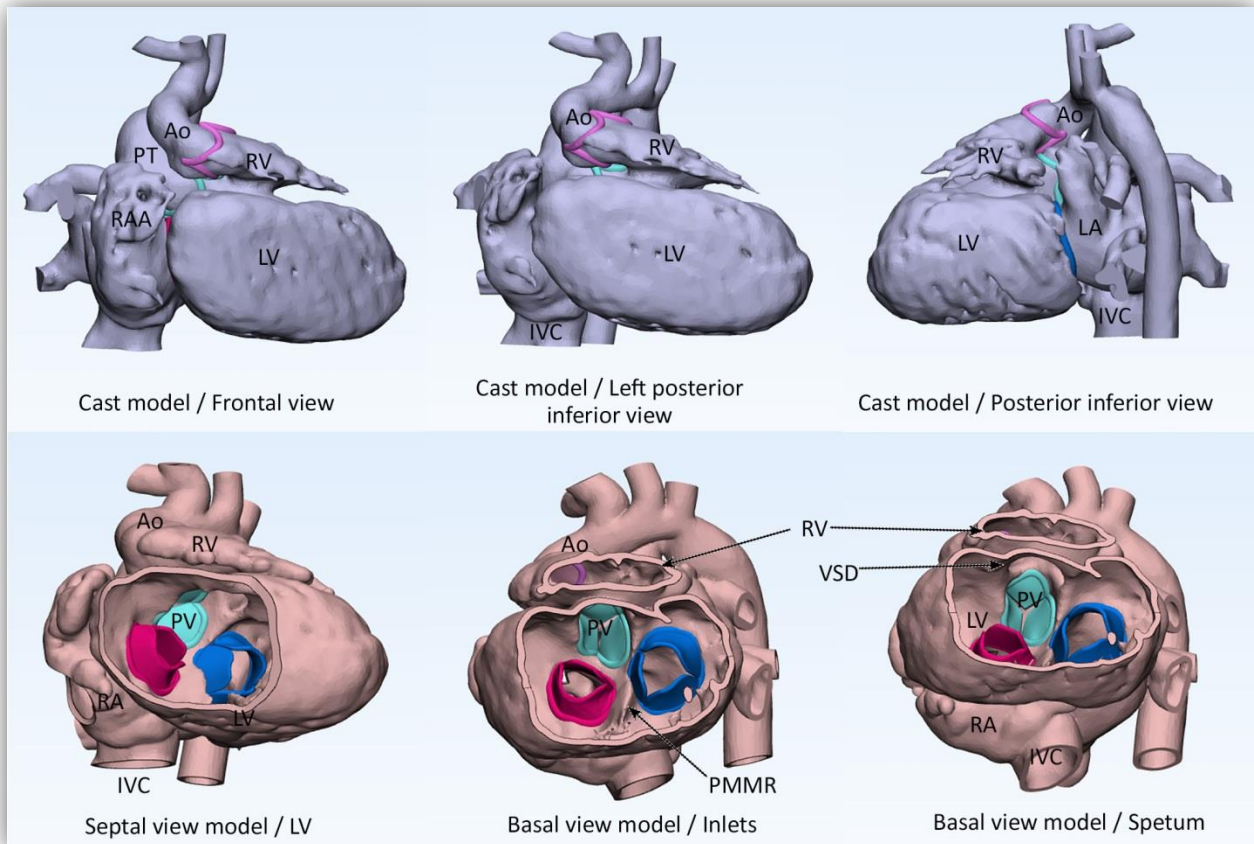 Ao
PT
RV
RAA
LV
Cast model / Frontal view
Ao
RV
LV
IVC
Cast model / Left posterior
inferior view
Ao
RV
LV
LA
IVC
Cast model / Posterior inferior view
Ao
RV
PV
RA
LV
IVC
Septal view model / LV
Ao
PV
PMMR
Basal view model / Inlets
RV
VSD
PV
LV
RA
IVC
Basal view model / Spetum